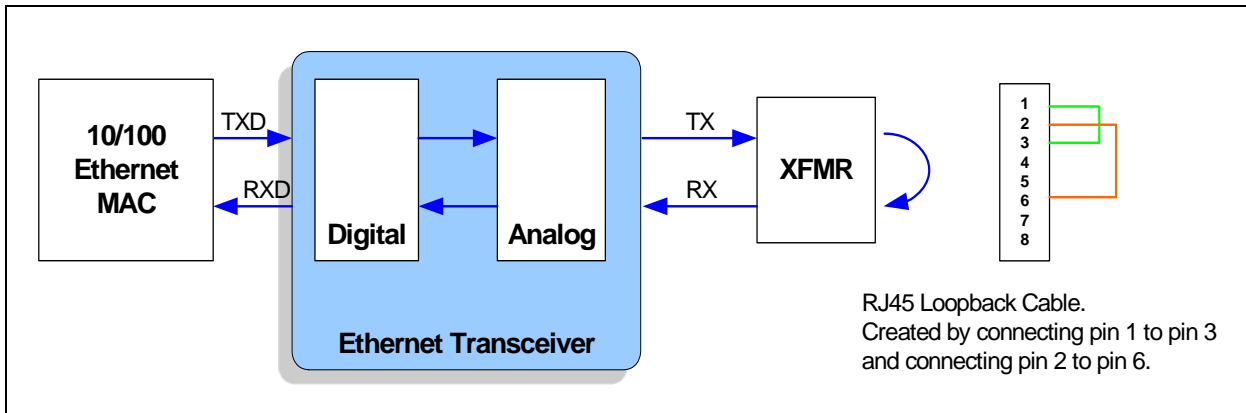 10/100
Ethernet
MAC
TXD
RXD
Digital
Analog
Ethernet Transceiver
TX
RX
XFMR
1
2
3
4
5
6
7
8
RJ45 Loopback Cable.
Created by connecting pin 1 to pin 3
and connecting pin 2 to pin 6.